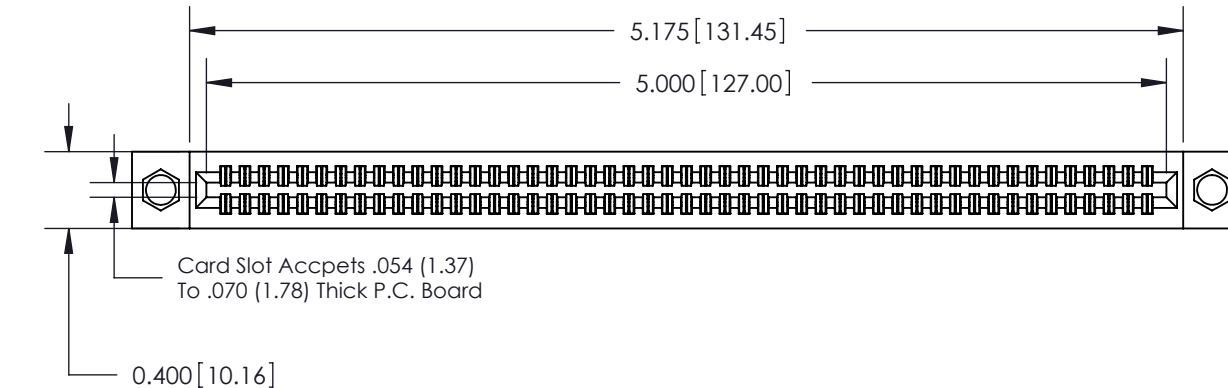 5.175[131.45]
5.000[127.00]
Card Slot Accpets .054 (1.37)
To .070 (1.78) Thick P.C. Board
0.400[10.16]